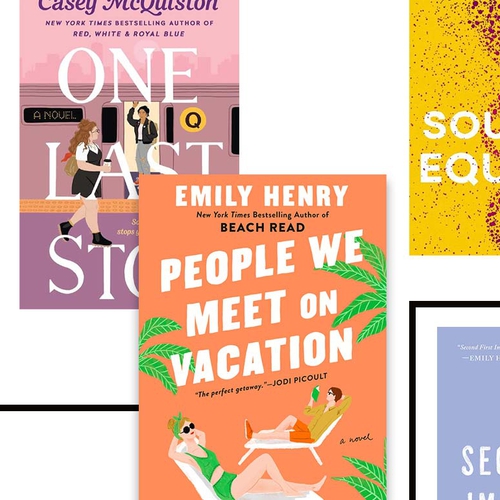 Casey McQuiston
NEW YORK TIMES BESTSELLING AUTHOR OF
RED, WHITE & ROYAL BLUE
ONE
A NOVEL
Q
LAST
STO
EMILY HENRY
New York Times Bestselling Author of
BEACH READ
PEOPLE WE
MEET ON
VACATION
"The perfect getaway."—JODI PICOULT
a novel
SOU
EQU
"Second First Im
—EMILY H
SEC
IM